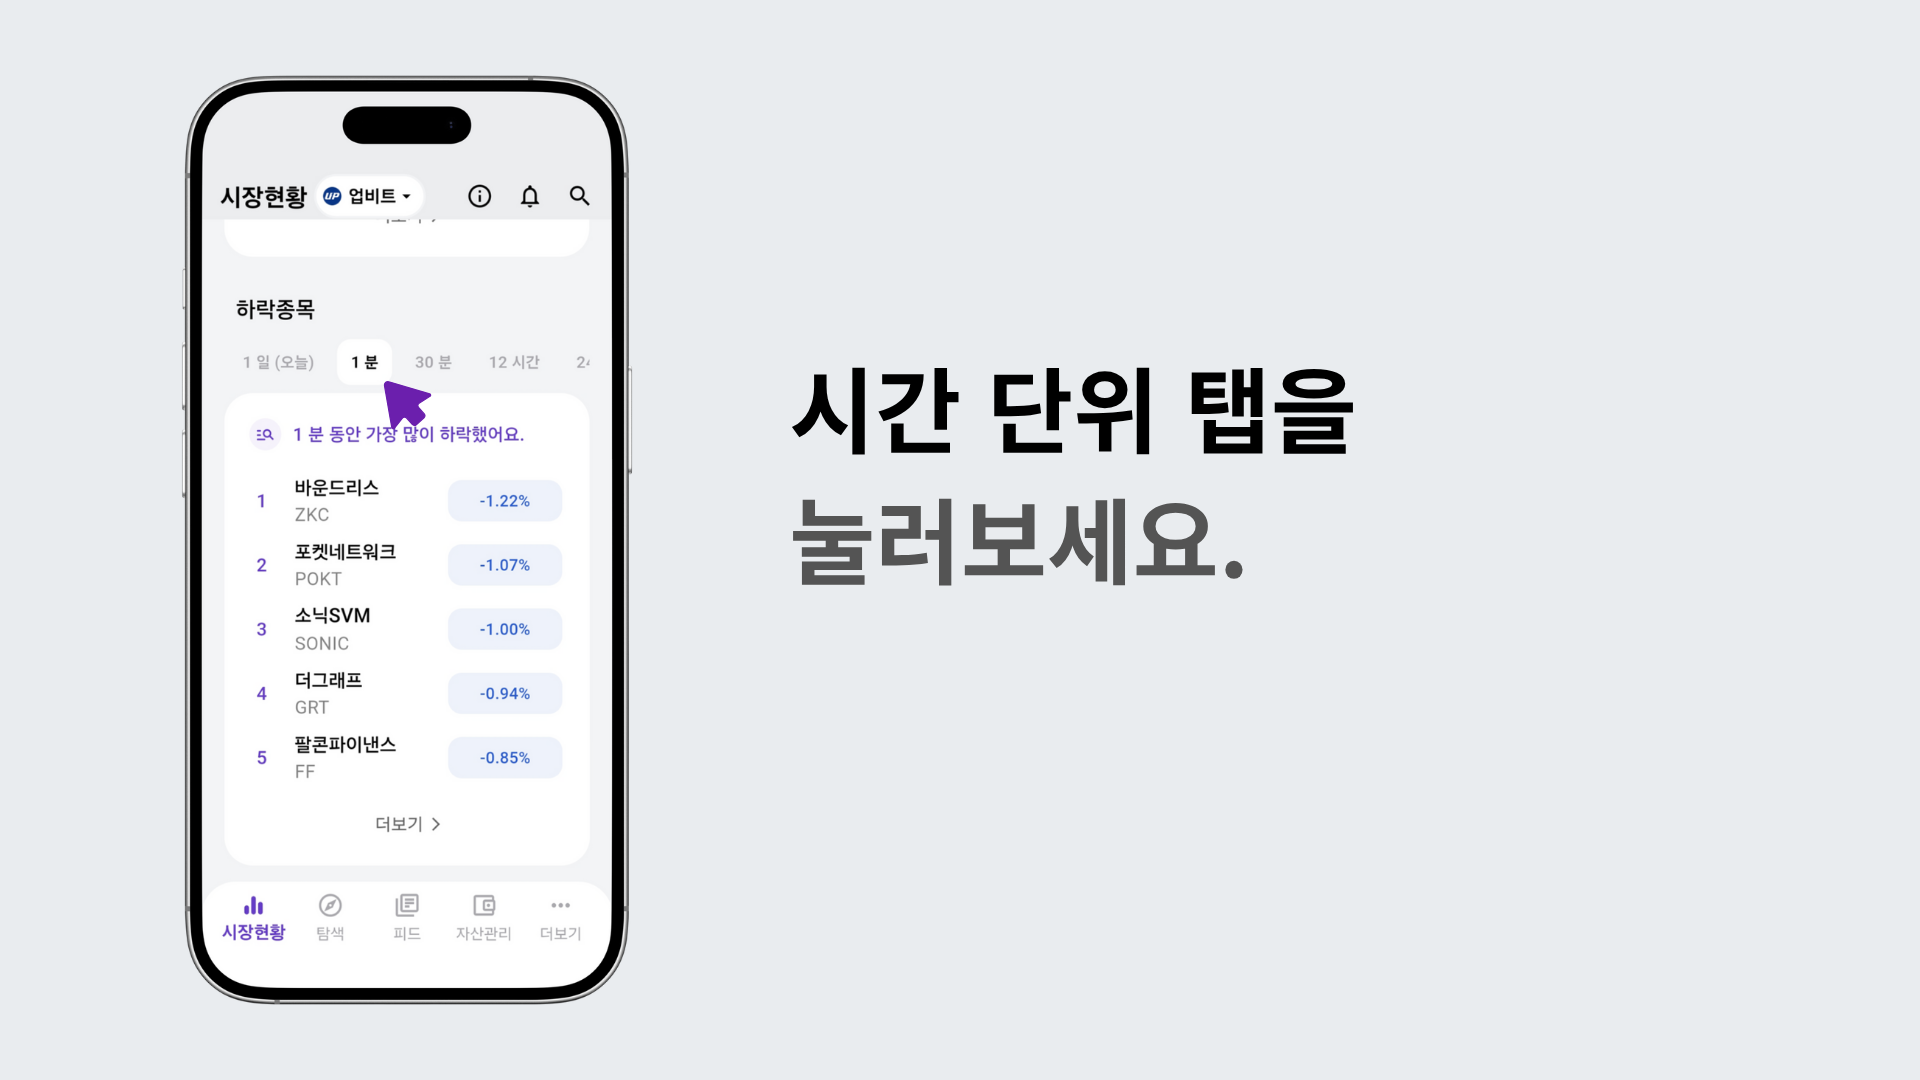 시장현황 UP 업비트
하락종목
1 일 (오늘) 1 분 30 분 12 시간
1 분 동안 가장 많이 하락했어요.
1 바운드리스 -1.22%
ZKC
2 포켓네트워크 -1.07%
POKT
3 소닉SVM -1.00%
SONIC
4 더그래프 -0.94%
GRT
5 팔콘파이낸스 -0.85%
FF
더보기 >
시장현황 탐색 피드 자산관리 더보기
시간 단위 탭을
눌러보세요.